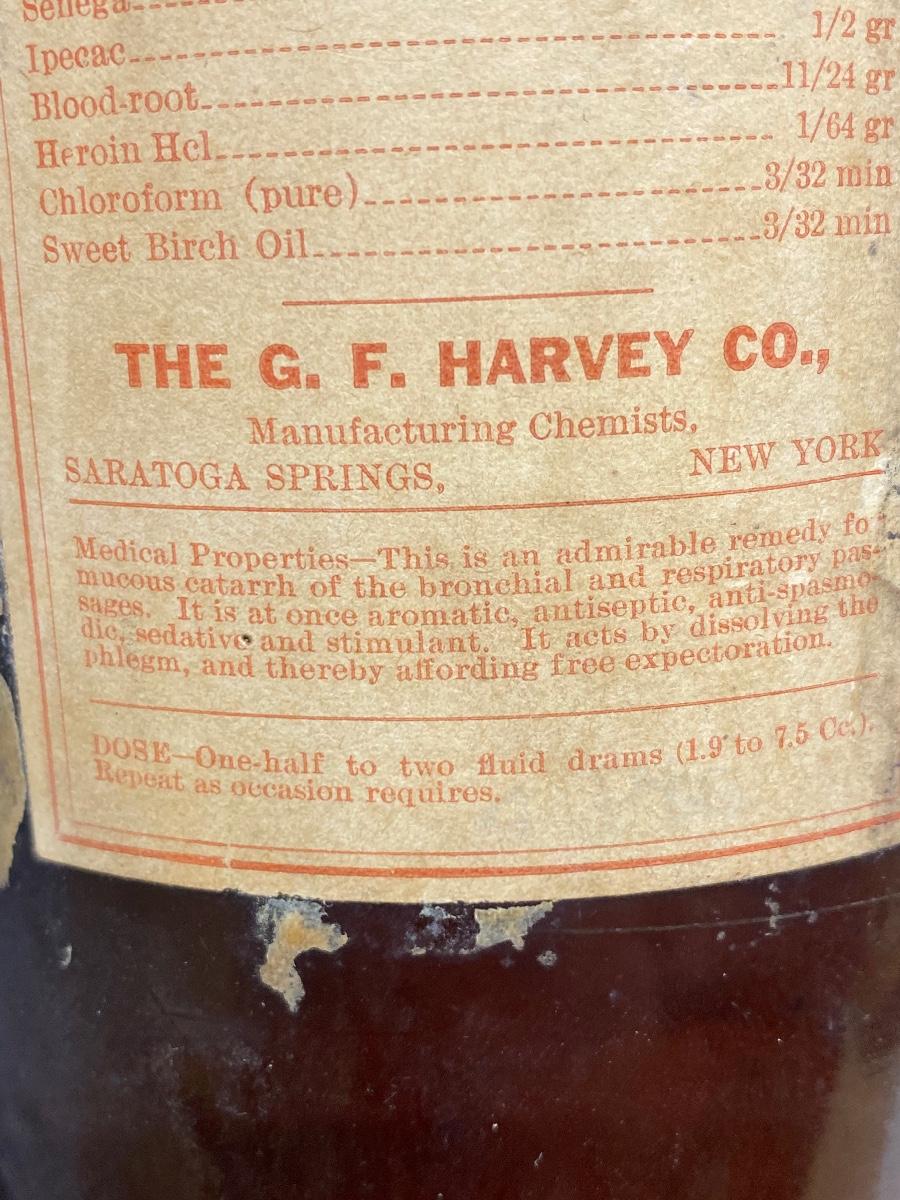 Senega
Ipecac 1/2 gr
Blood-root 11/24 gr
Heroin Hcl 1/64 gr
Chloroform (pure) 3/32 min
Sweet Birch Oil 3/32 min
THE G. F. HARVEY CO.,
Manufacturing Chemists,
SARATOGA SPRINGS, NEW YORK
Medical Properties—This is an admirable remedy for
mucous catarrh of the bronchial and respiratory pas-
sages. It is at once aromatic, antiseptic, anti-spasmo-
dic, sedative and stimulant. It acts by dissolving the
phlegm, and thereby affording free expectoration.
DOSE—One-half to two fluid drams (1.9 to 7.5 Cc.).
Repeat as occasion requires.